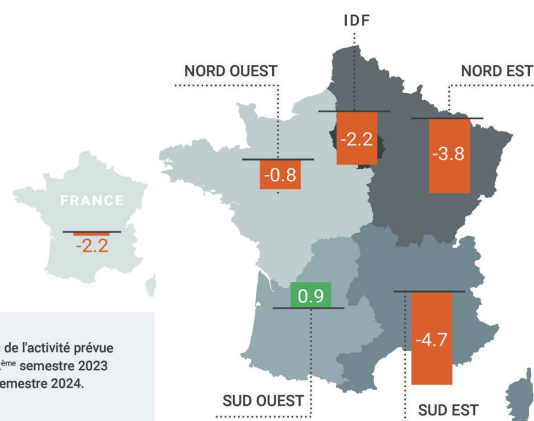 IDF
NORD OUEST
NORD EST
-2.2
-3.8
-0.8
FRANCE
-2.2
0.9
-4.7
de l'activité prévue
ème semestre 2023
semestre 2024.
SUD OUEST
SUD EST